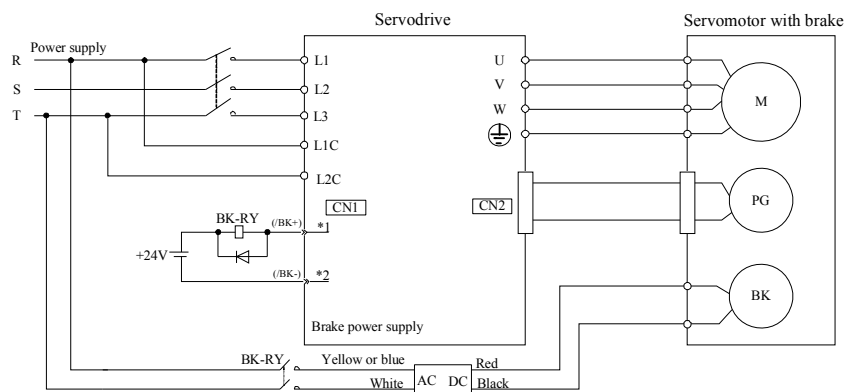 Servodrive
Servomotor with brake
Power supply
R
S
T
L1
L2
L3
L1C
L2C
U
V
W
M
CN1
CN2
PG
BK-RY
(/BK+)
*1
+24V
(/BK-)
*2
BK
Brake power supply
BK-RY
Yellow or blue
White
AC
DC
Red
Black